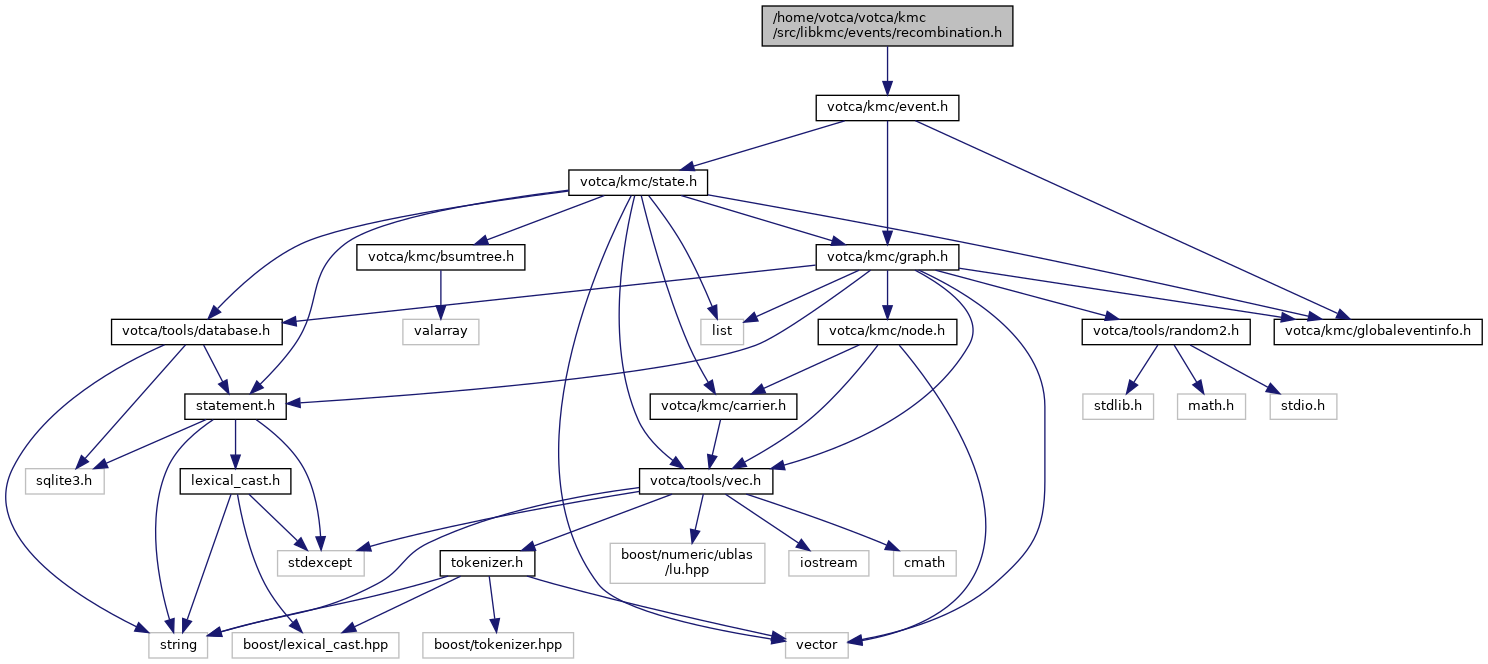 /home/votca/votca/kmc
/src/libkmc/events/recombination.h
votca/kmc/event.h
votca/kmc/state.h
votca/kmc/bsumtree.h
votca/kmc/graph.h
votca/tools/database.h
valarray
list
votca/kmc/node.h
votca/tools/random2.h
votca/kmc/globaleventinfo.h
statement.h
votca/kmc/carrier.h
stdlib.h
math.h
stdio.h
sqlite3.h
lexical_cast.h
votca/tools/vec.h
stdexcept
tokenizer.h
boost/numeric/ublas
/lu.hpp
iostream
cmath
string
boost/lexical_cast.hpp
boost/tokenizer.hpp
vector